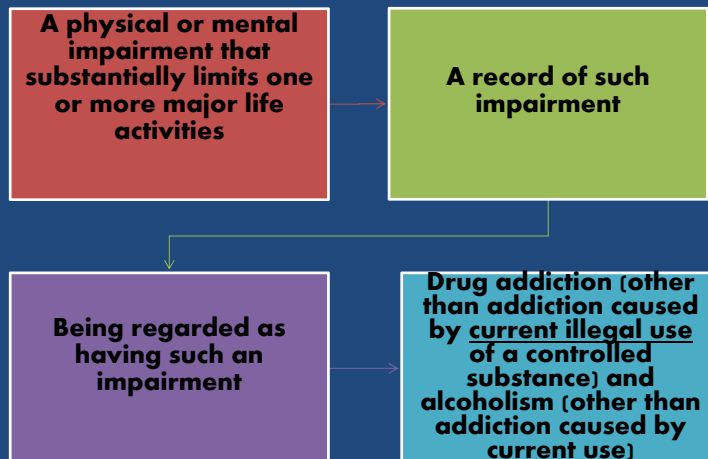 A physical or mental
impairment that
substantially limits one
or more major life
activities
A record of such
impairment
Being regarded as
having such an
impairment
Drug addiction (other
than addiction caused
by current illegal use
of a controlled
substance) and
alcoholism (other than
addiction caused by
current use)